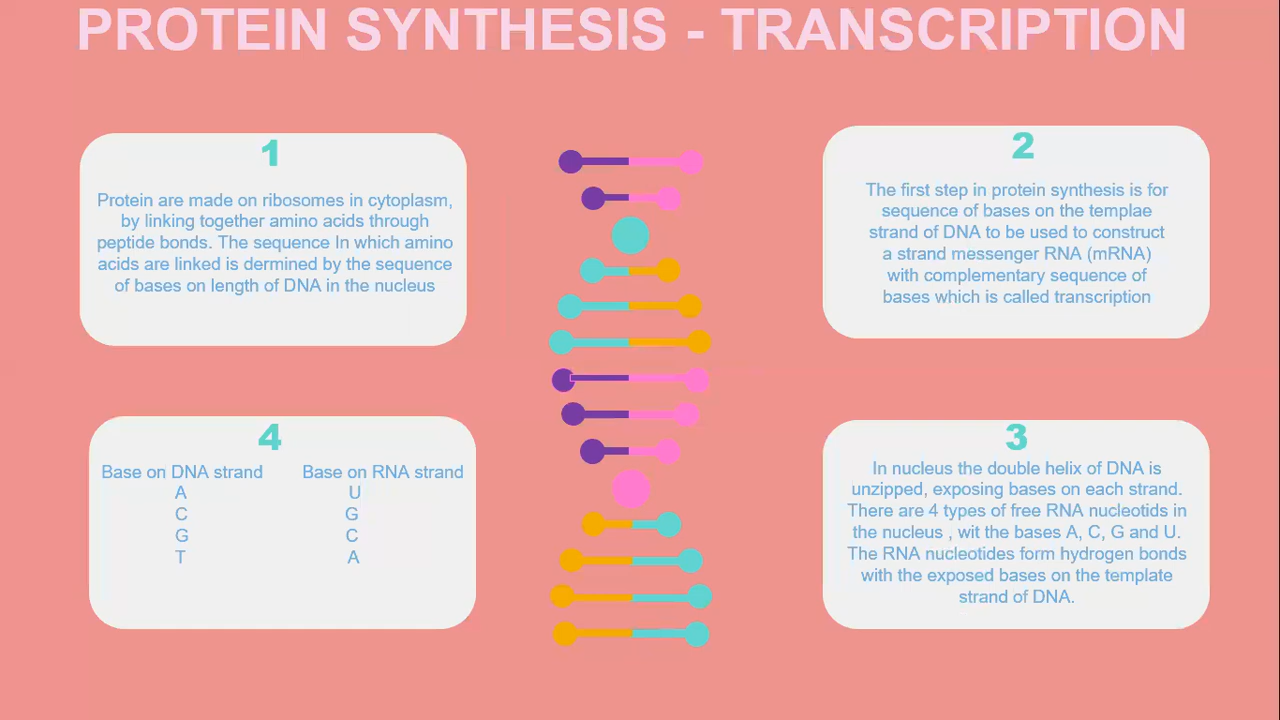 PROTEIN SYNTHESIS - TRANSCRIPTION
1
Protein are made on ribosomes in cytoplasm,
by linking together amino acids through
peptide bonds. The sequence In which amino
acids are linked is dermined by the sequence
of bases on length of DNA in the nucleus
2
The first step in protein synthesis is for
sequence of bases on the templae
strand of DNA to be used to construct
a strand messenger RNA (mRNA)
with complementary sequence of
bases which is called transcription
3
In nucleus the double helix of DNA is
unzipped, exposing bases on each strand.
There are 4 types of free RNA nucleotids in
the nucleus , wit the bases A, C, G and U.
The RNA nucleotides form hydrogen bonds
with the exposed bases on the template
strand of DNA.
4
Base on DNA strand Base on RNA strand
A U
C G
G C
T A